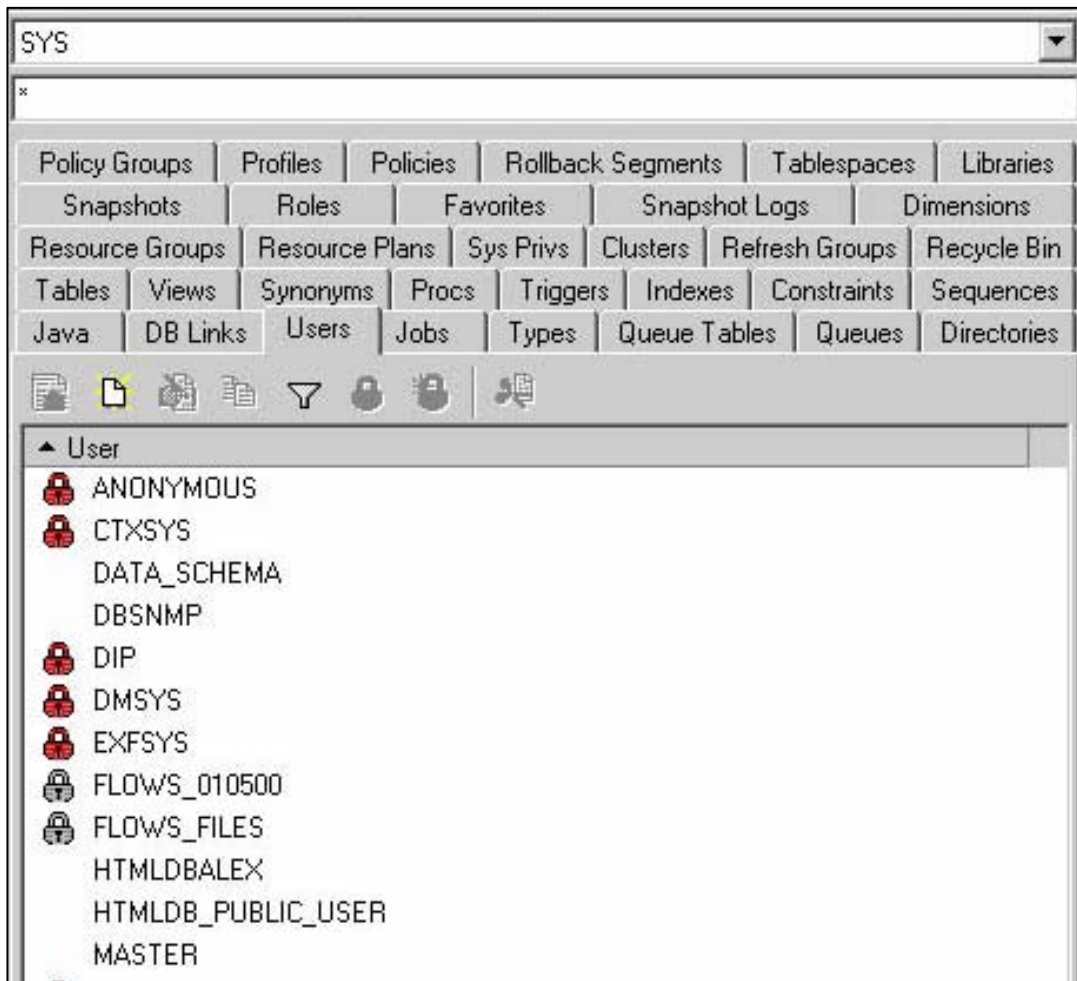 SYS
*
Policy Groups Profiles Policies Rollback Segments Tablespaces Libraries
Snapshots Roles Favorites Snapshot Logs Dimensions
Resource Groups Resource Plans Sys Privs Clusters Refresh Groups Recycle Bin
Tables Views Synonyms Procs Triggers Indexes Constraints Sequences
Java DB Links Users Jobs Types Queue Tables Queues Directories
User
ANONYMOUS
CTXSYS
DATA_SCHEMA
DBSNMP
DIP
DMSYS
EXFSYS
FLOWS_010500
FLOWS_FILES
HTMLDBALEX
HTMLDB_PUBLIC_USER
MASTER